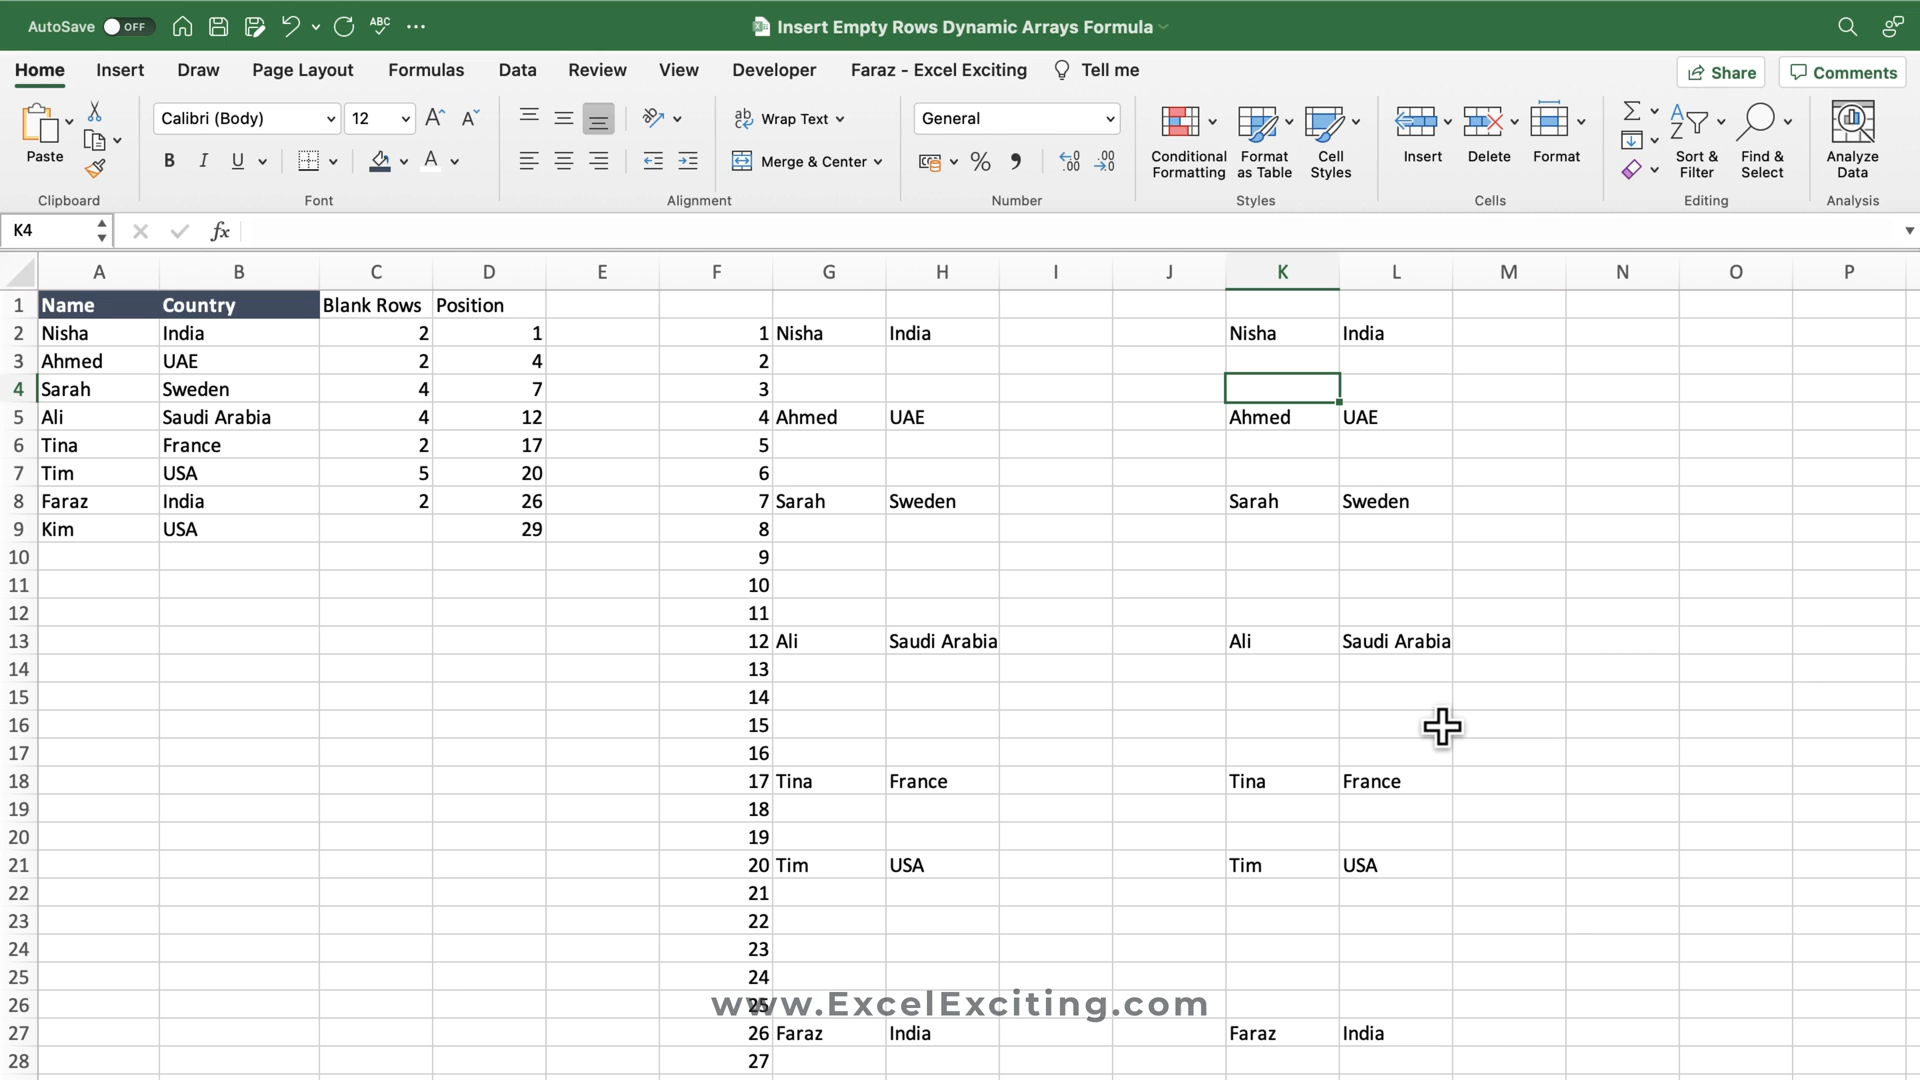 AutoSave OFF ABC ... Insert Empty Rows Dynamic Arrays Formula
Home Insert Draw Page Layout Formulas Data Review View Developer Faraz - Excel Exciting Tell me Share Comments
Calibri (Body) 12 Wrap Text General
Paste B I U A Merge & Center % Conditional Formatting Format as Table Cell Styles Insert Delete Format Sort & Filter Find & Select Analyze Data
Clipboard Font Alignment Number Styles Cells Editing Analysis
K4 fx
A B C D E F G H I J K L M N O P
1 Name Country Blank Rows Position
2 Nisha India 2 1 1 Nisha India Nisha India
3 Ahmed UAE 2 4 2
4 Sarah Sweden 4 7 3
5 Ali Saudi Arabia 4 12 4 Ahmed UAE Ahmed UAE
6 Tina France 2 17 5
7 Tim USA 5 20 6
8 Faraz India 2 26 7 Sarah Sweden Sarah Sweden
9 Kim USA 29 8
10 9
11 10
12 11
13 12 Ali Saudi Arabia Ali Saudi Arabia
14 13
15 14
16 15
17 16
18 17 Tina France Tina France
19 18
20 19
21 20 Tim USA Tim USA
22 21
23 22
24 23
25 24
26 25
www.ExcelExciting.com
27 26 Faraz India Faraz India
28 27